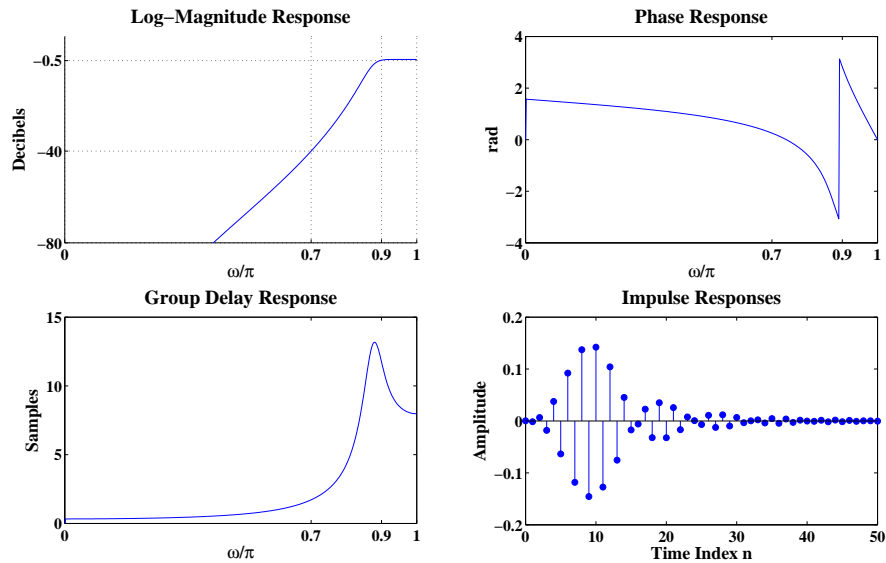 Log−Magnitude Response
−0.5
−40
−80
Decibels
0
0.7
0.9
1
ω/π
Phase Response
4
2
0
−2
−4
rad
0
0.7
0.9
1
ω/π
Group Delay Response
15
10
5
0
Samples
0
0.7
0.9
1
ω/π
Impulse Responses
0.2
0.1
0
−0.1
−0.2
Amplitude
0
10
20
30
40
50
Time Index n